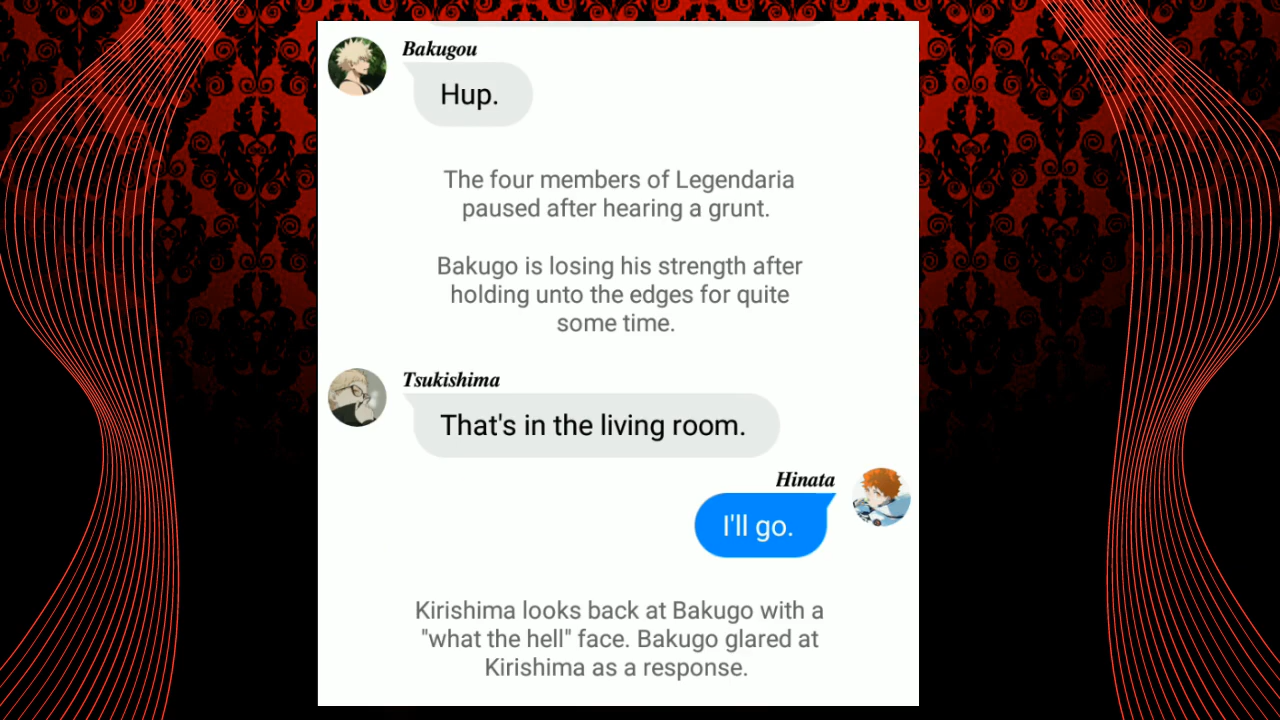 Bakugou
Hup.
The four members of Legendaria
paused after hearing a grunt.
Bakugo is losing his strength after
holding unto the edges for quite
some time.
Tsukishima
That's in the living room.
Hinata
I'll go.
Kirishima looks back at Bakugo with a
"what the hell" face. Bakugo glared at
Kirishima as a response.